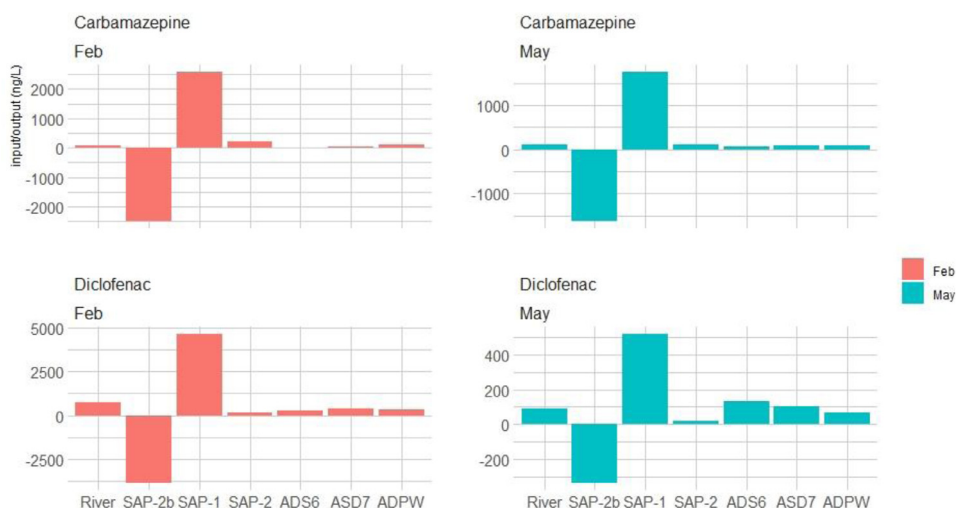 Carbamazepine
Feb
input/output (ng/L)
2000
1000
0
-1000
-2000
Carbamazepine
May
1000
0
-1000
Diclofenac
Feb
5000
2500
0
-2500
River SAP-2b SAP-1 SAP-2 ADS6 ASD7 ADPW
Diclofenac
May
400
200
0
-200
River SAP-2b SAP-1 SAP-2 ADS6 ASD7 ADPW
Feb
May